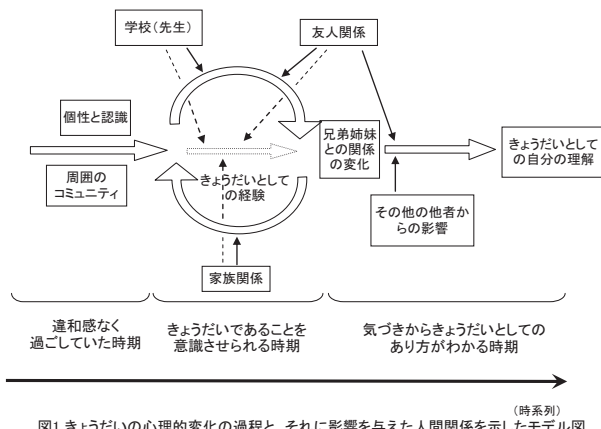 学校(先生)
友人関係
個性と認識
周囲の
コミュニティ
きょうだいとして
の経験
兄弟姉妹
との関係
の変化
きょうだいとして
の自分の理解
その他の他者か
らの影響
家族関係
違和感なく
過ごしていた時期
きょうだいであることを
意識させられる時期
気づきからきょうだいとしての
あり方がわかる時期
(時系列)
図1 きょうだいの心理的変化の過程と、それに影響を与えた人間関係を示したモデル図